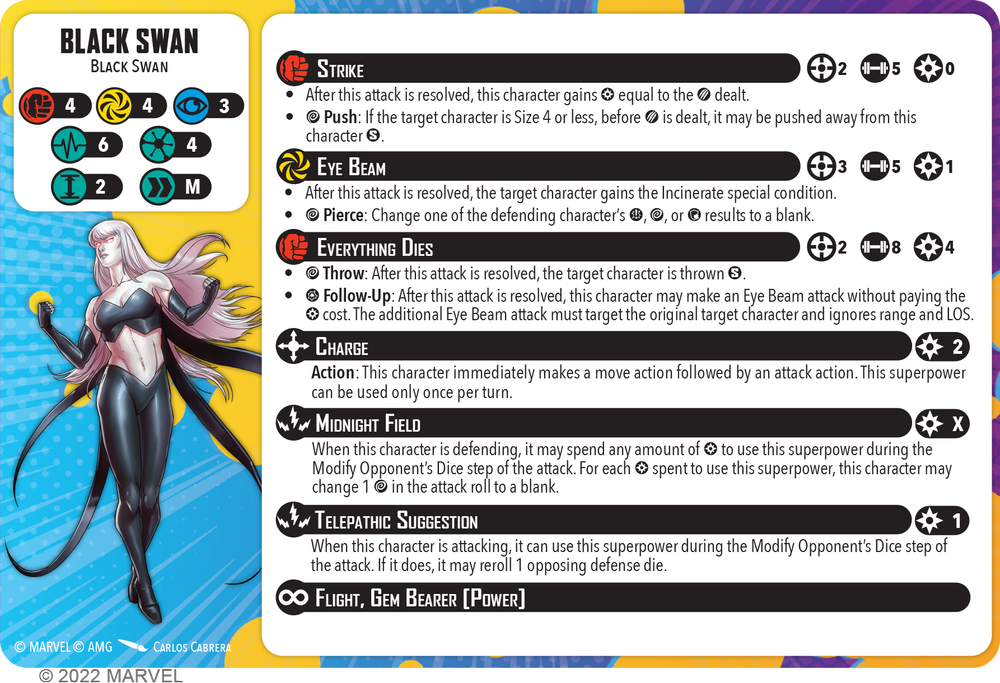 BLACK SWAN
BLACK SWAN
4 4 3
6 4
2 M
STRIKE 2 5 0
• After this attack is resolved, this character gains equal to the dealt.
• Push: If the target character is Size 4 or less, before is dealt, it may be pushed away from this
character S.
EYE BEAM 3 5 1
• After this attack is resolved, the target character gains the Incinerate special condition.
• Pierce: Change one of the defending character's , , or results to a blank.
EVERYTHING DIES 2 8 4
• Throw: After this attack is resolved, the target character is thrown S.
• Follow-Up: After this attack is resolved, this character may make an Eye Beam attack without paying the
cost. The additional Eye Beam attack must target the original target character and ignores range and LOS.
CHARGE 2
Action: This character immediately makes a move action followed by an attack action. This superpower
can be used only once per turn.
MIDNIGHT FIELD X
When this character is defending, it may spend any amount of to use this superpower during the
Modify Opponent's Dice step of the attack. For each spent to use this superpower, this character may
change 1 in the attack roll to a blank.
TELEPATHIC SUGGESTION 1
When this character is attacking, it can use this superpower during the Modify Opponent's Dice step of
the attack. If it does, it may reroll 1 opposing defense die.
FLIGHT, GEM BEARER [POWER]
© MARVEL © AMG CARLOS CABRERA
© 2022 MARVEL